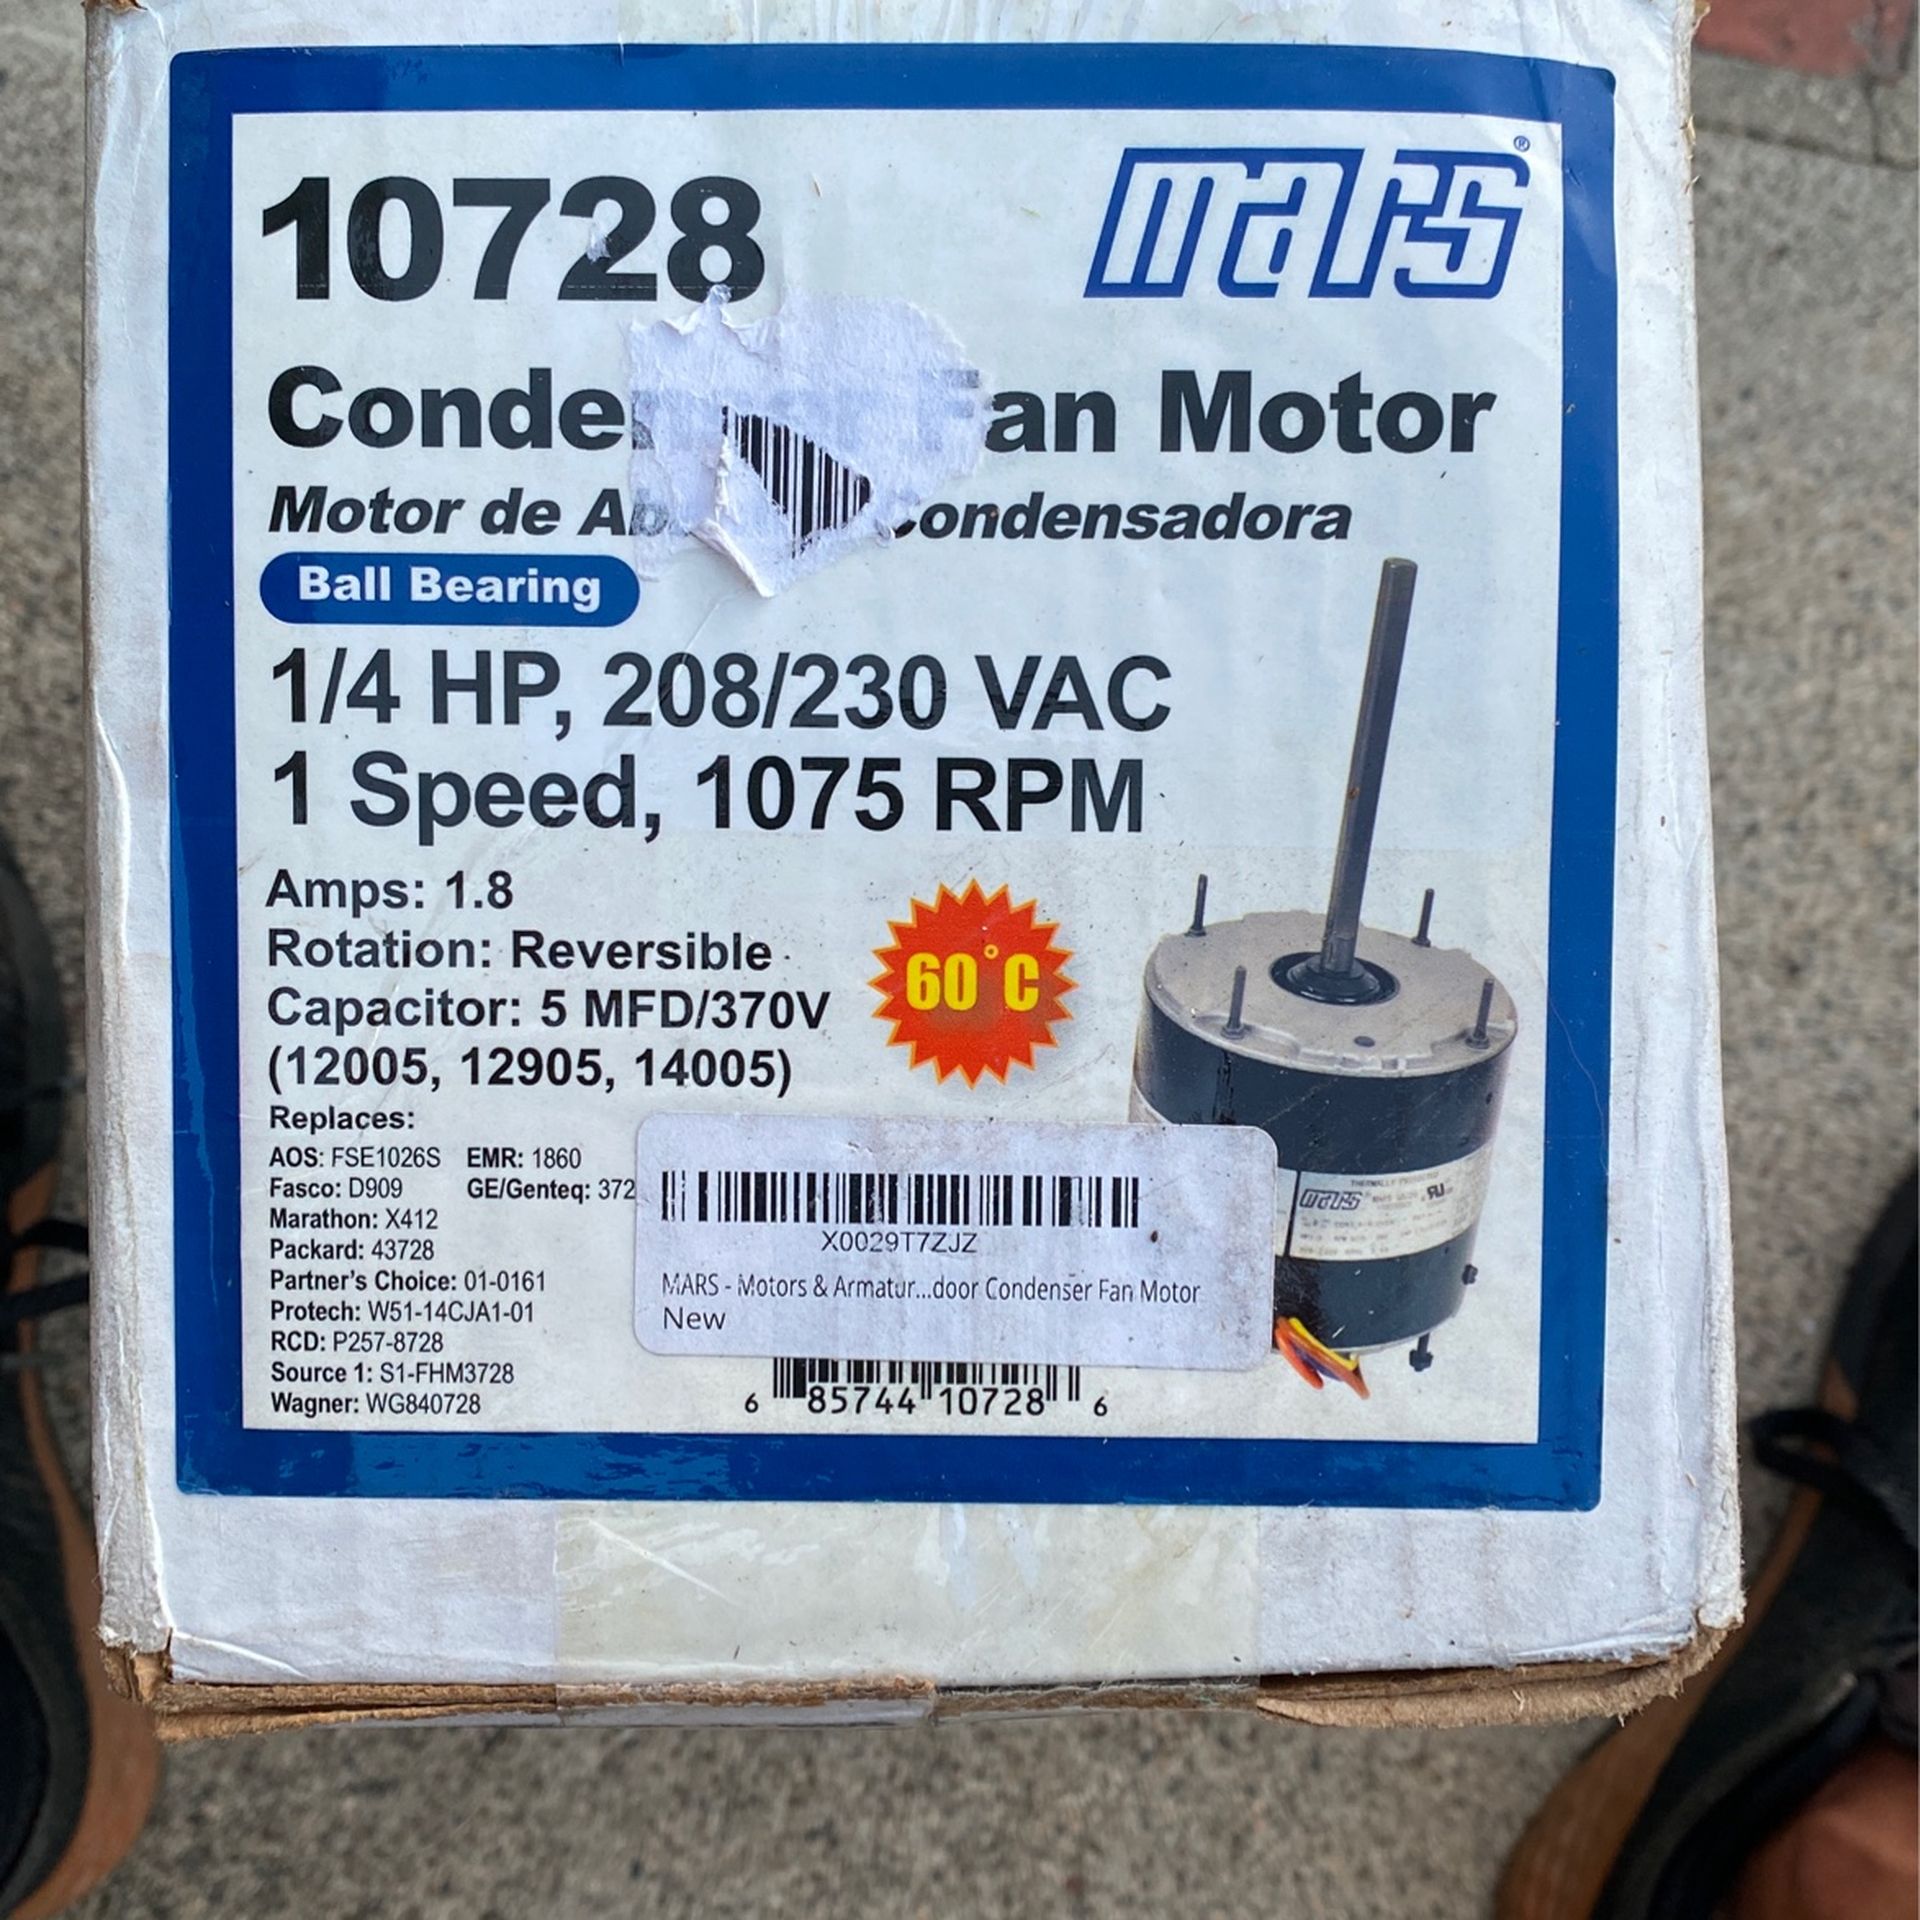 10728
mars®
an Motor
Motor de
Ball Bearing
1/4 HP, 208/230 VAC
1 Speed, 1075 RPM
Amps: 1.8
Rotation: Reversible
Capacitor: 5 MFD/370V
(12005, 12905, 14005)
60°C
Replaces:
AOS: FSE1026S EMR: 1860
Fasco: D909 GE/Genteq: 372
Marathon: X412
Packard: 43728
Partner's Choice: 01-0161
Protech: W51-14CJA1-01
RCD: P257-8728
Source 1: S1-FHM3728
Wagner: WG840728
X0029T7ZJZ
MARS - Motors & Armatur...door Condenser Fan Motor
New
6 85744 10728 6
mars